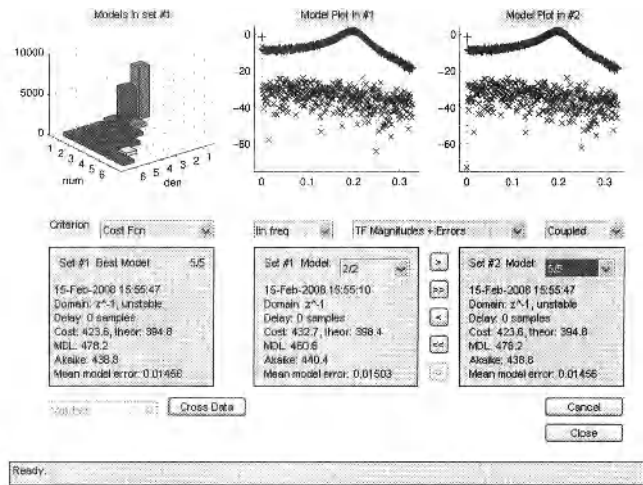 Models In set #1
Model Plot in #1
Model Plot in #2
10000
5000
0
1 2 3 4 5 6
num
6 5 4 3 2 1
den
0
-20
-40
-60
0 0.1 0.2 0.3
0
-20
-40
-60
0 0.1 0.2 0.3
Criterion
Cost Fcn
lin freq
TF Magnitudes + Errors
Coupled
Set #1 Best Model: 5/5
15-Feb-2008 15:55:47
Domain: z^-1, unstable
Delay: 0 samples
Cost: 423.6, theor: 394.8
MDL: 478.2
Akaike: 438.8
Mean model error: 0.01456
Set #1 Model: 2/2
15-Feb-2008 15:55:10
Domain: z^-1
Delay: 0 samples
Cost: 432.7, theor: 398.4
MDL: 460.6
Akaike: 440.4
Mean model error: 0.01503
>
>>
<
<<
Set #2 Model: 5/5
15-Feb-2008 15:55:47
Domain: z^-1, unstable
Delay: 0 samples
Cost: 423.6, theor: 394.8
MDL: 478.2
Akaike: 438.8
Mean model error: 0.01456
Cross Data
Cancel
Close
Ready.